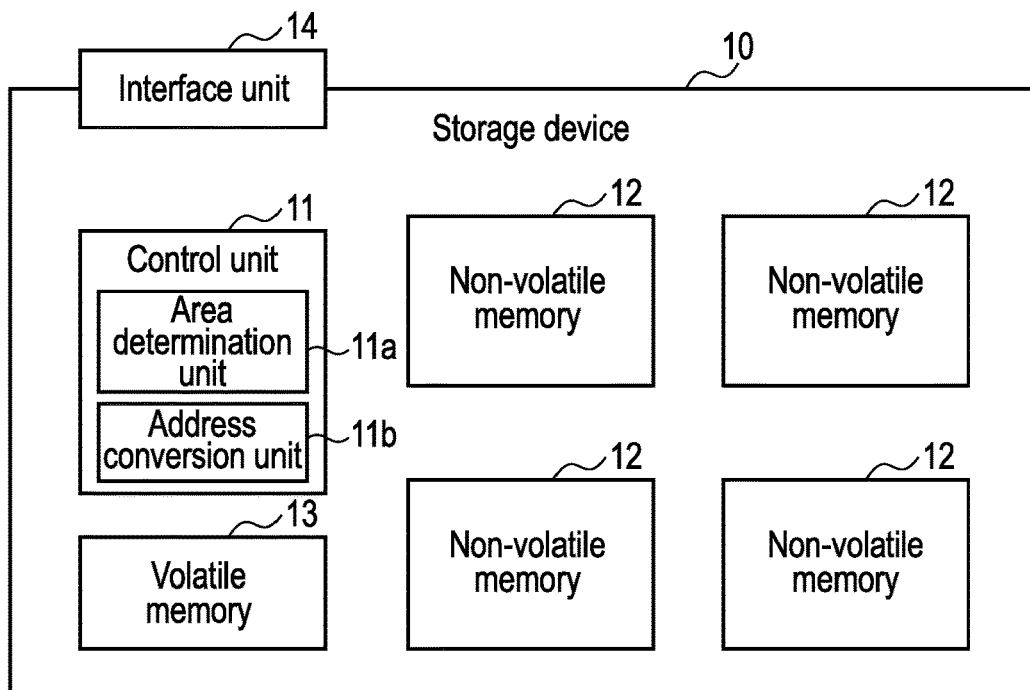 14
10
Interface unit
Storage device
11
12
12
Control unit
Area
determination
unit
11a
Address
conversion unit
11b
Non-volatile
memory
Non-volatile
memory
13
12
12
Volatile
memory
Non-volatile
memory
Non-volatile
memory